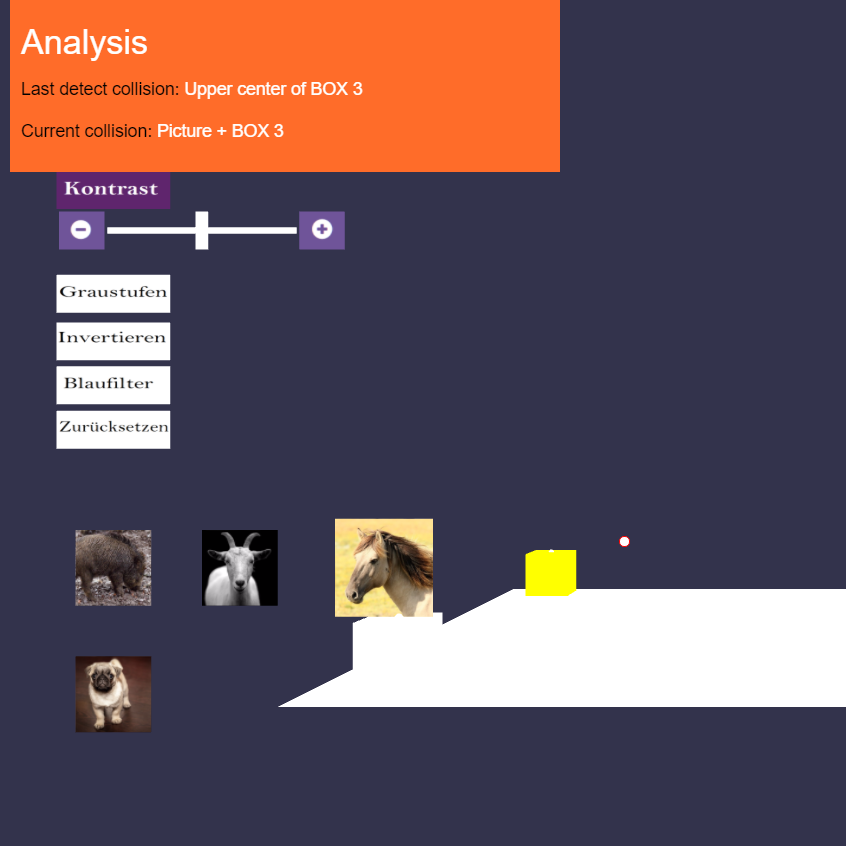 Analysis
Last detect collision: Upper center of BOX 3
Current collision: Picture + BOX 3
Kontrast
Graustufen
Invertieren
Blaufilter
Zurücksetzen